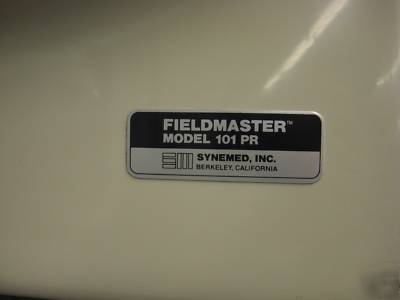 FIELDMASTER™
MODEL 101 PR
SYNEMED, INC.
BERKELEY, CALIFORNIA